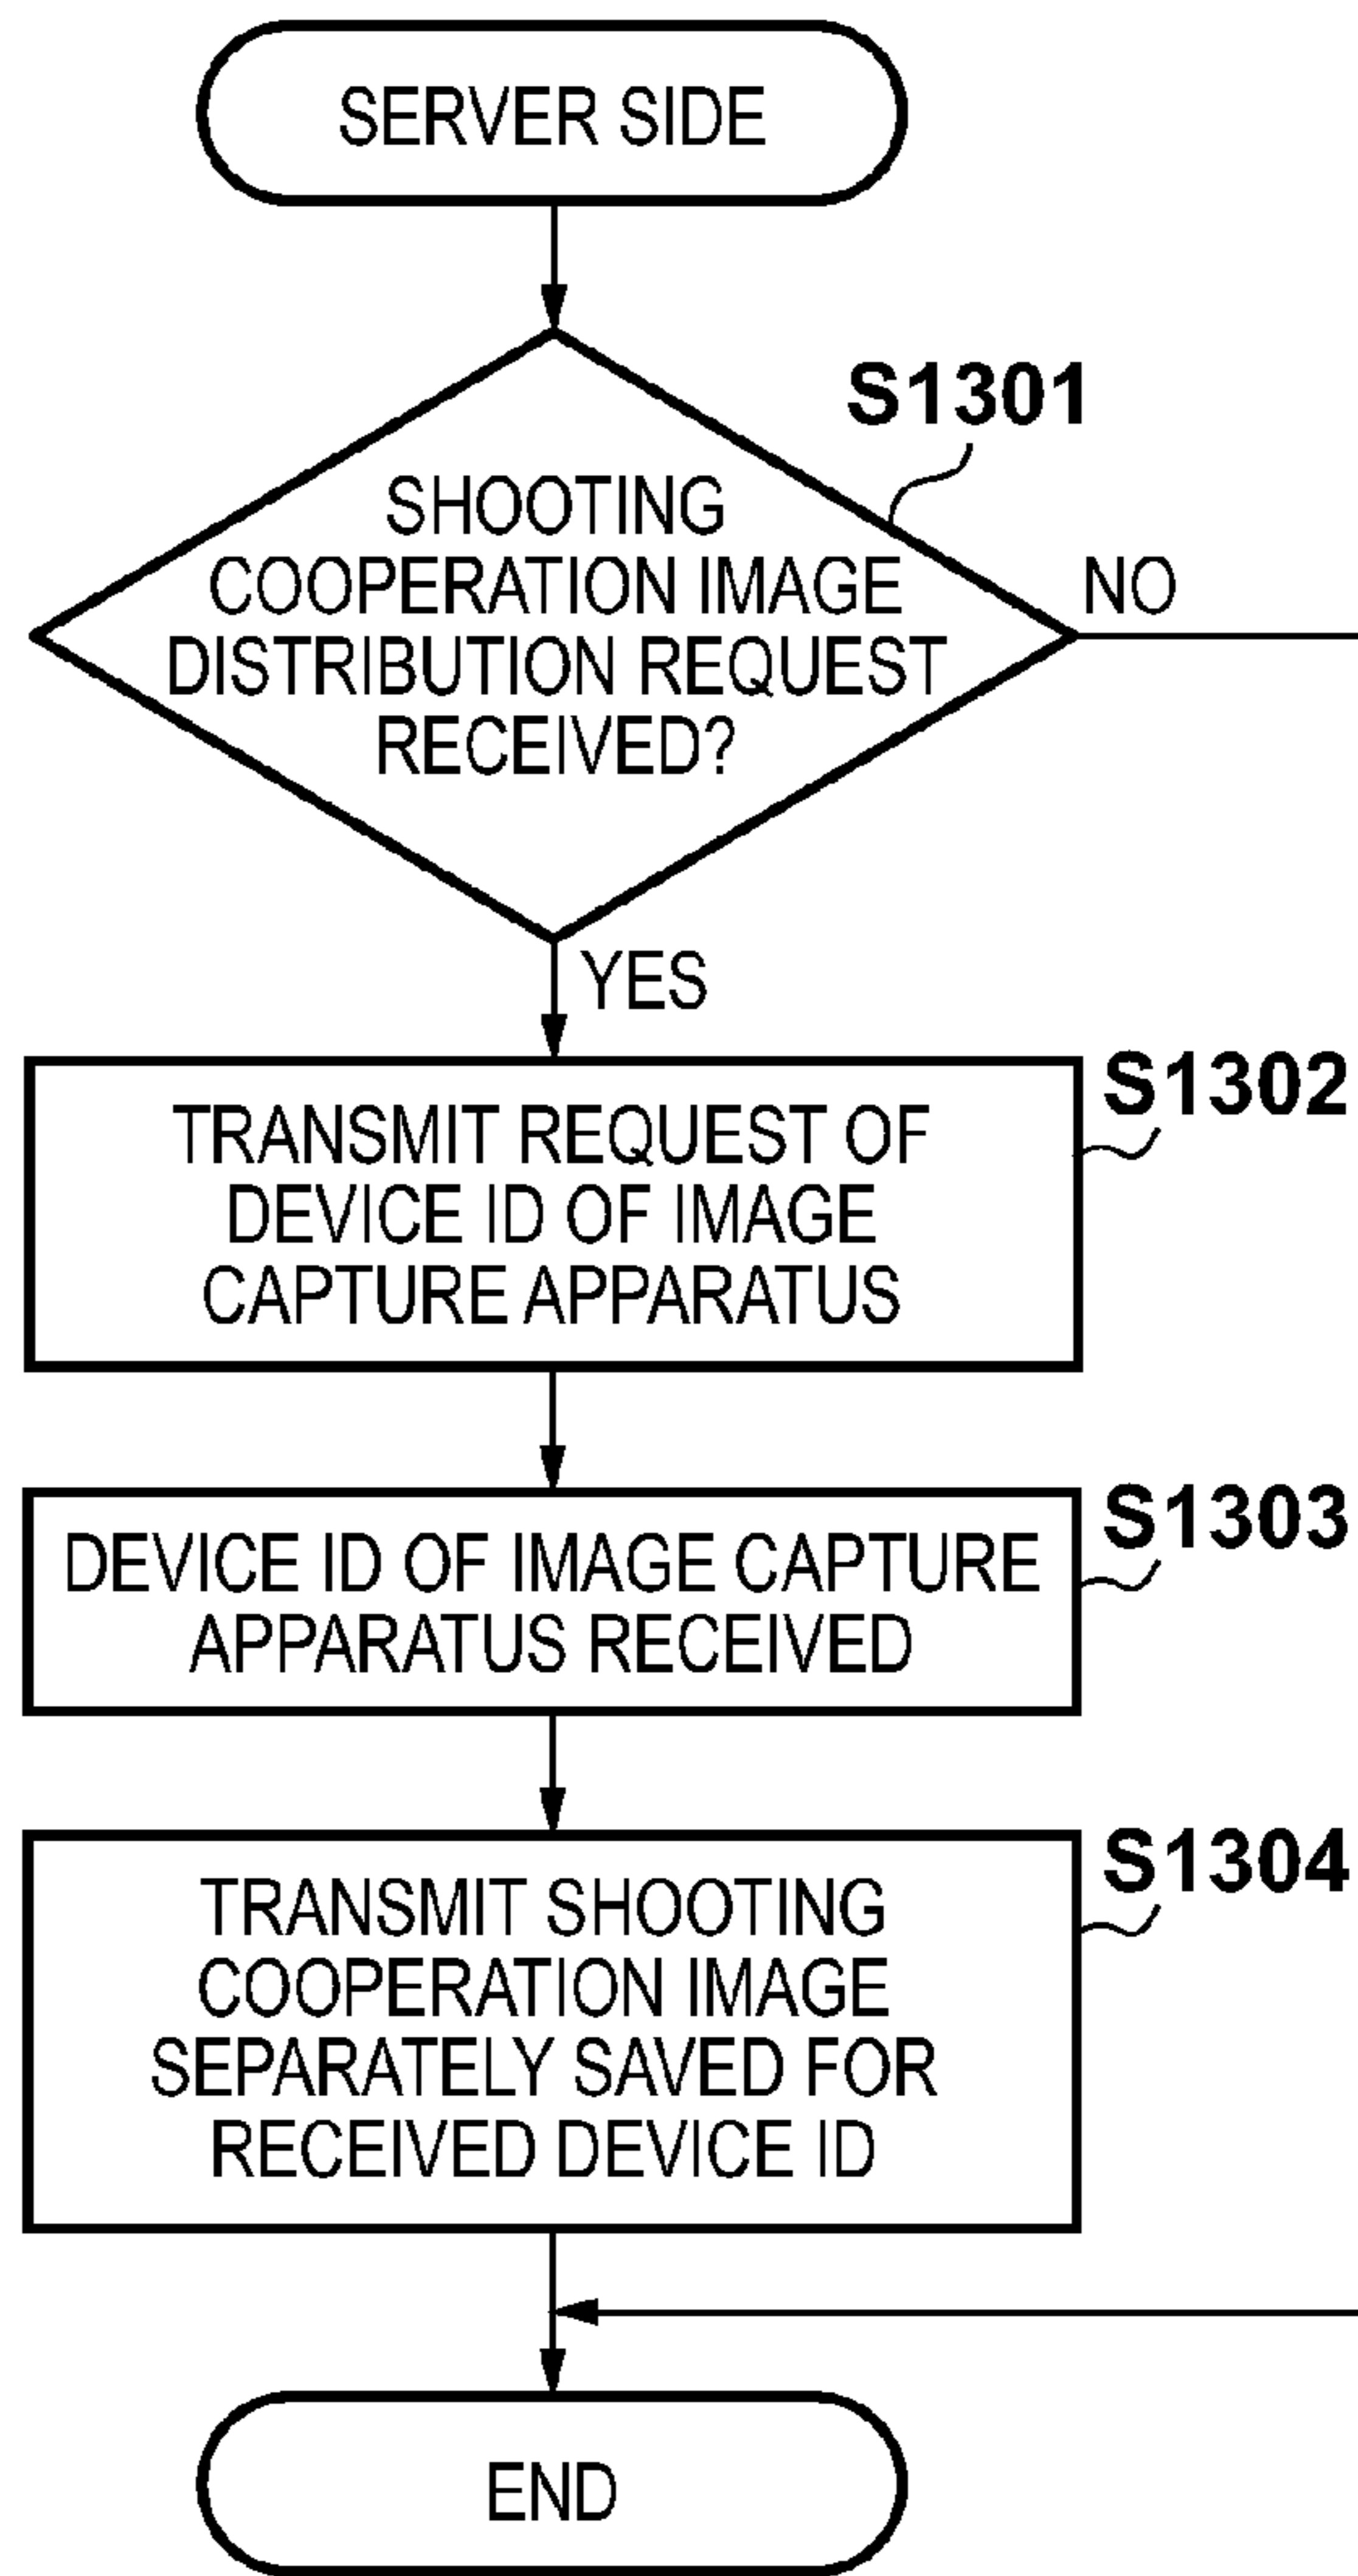 SERVER SIDE
S1301
SHOOTING
COOPERATION IMAGE
DISTRIBUTION REQUEST
RECEIVED?
NO
YES
S1302
TRANSMIT REQUEST OF
DEVICE ID OF IMAGE
CAPTURE APPARATUS
S1303
DEVICE ID OF IMAGE CAPTURE
APPARATUS RECEIVED
S1304
TRANSMIT SHOOTING
COOPERATION IMAGE
SEPARATELY SAVED FOR
RECEIVED DEVICE ID
END